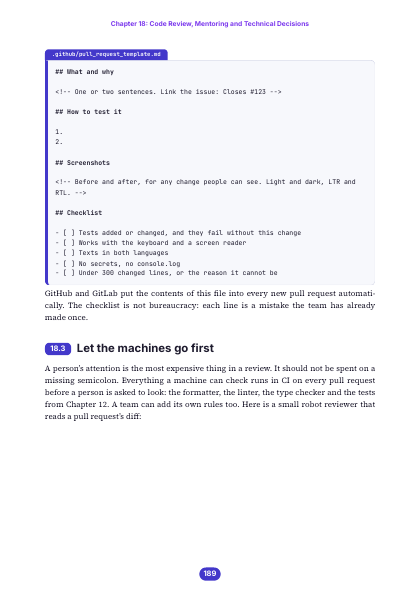 Chapter 18: Code Review, Mentoring and Technical Decisions
.github/pull_request_template.md
## What and why
<!-- One or two sentences. Link the issue: Closes #123 -->
## How to test it
1.
2.
## Screenshots
<!-- Before and after, for any change people can see. Light and dark, LTR and
RTL. -->
## Checklist
- [ ] Tests added or changed, and they fail without this change
- [ ] Works with the keyboard and a screen reader
- [ ] Texts in both languages
- [ ] No secrets, no console.log
- [ ] Under 300 changed lines, or the reason it cannot be
GitHub and GitLab put the contents of this file into every new pull request automati-
cally. The checklist is not bureaucracy: each line is a mistake the team has already
made once.
18.3 Let the machines go first
A person's attention is the most expensive thing in a review. It should not be spent on a
missing semicolon. Everything a machine can check runs in CI on every pull request
before a person is asked to look: the formatter, the linter, the type checker and the tests
from Chapter 12. A team can add its own rules too. Here is a small robot reviewer that
reads a pull request's diff:
189